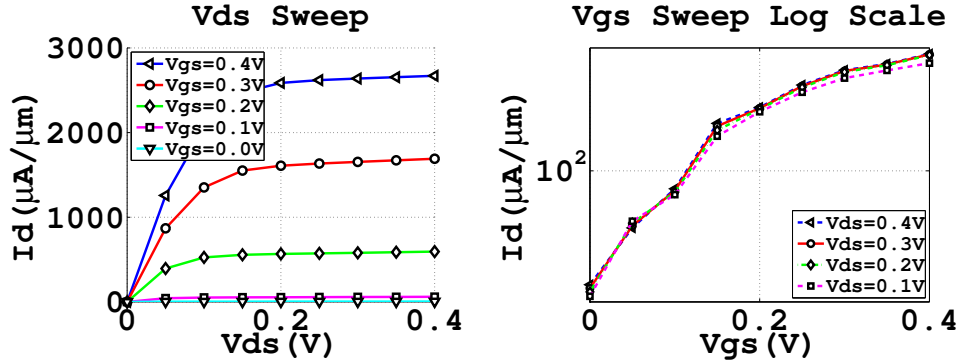 Vds Sweep
Id(μA/μm)
3000
2000
1000
0
Vgs=0.4V
Vgs=0.3V
Vgs=0.2V
Vgs=0.1V
Vgs=0.0V
0 0.2 0.4
Vds(V)
Vgs Sweep Log Scale
Id(μA/μm)
10²
Vds=0.4V
Vds=0.3V
Vds=0.2V
Vds=0.1V
0 0.2 0.4
Vgs(V)